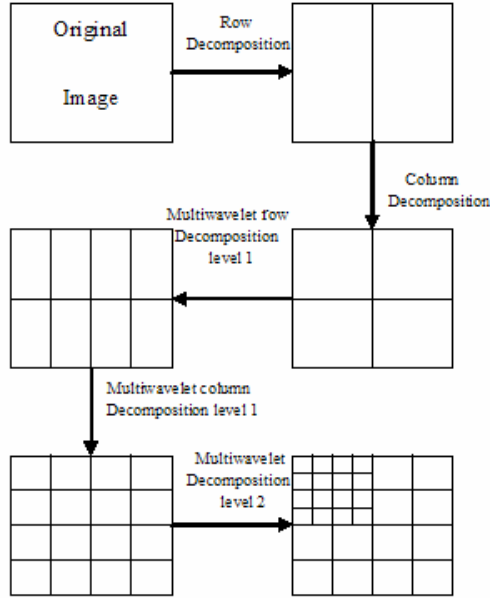 Original
Image
Row
Decomposition
Column
Decomposition
Multiwavelet row
Decomposition
level 1
Multiwavelet column
Decomposition level 1
Multiwavelet
Decomposition
level 2